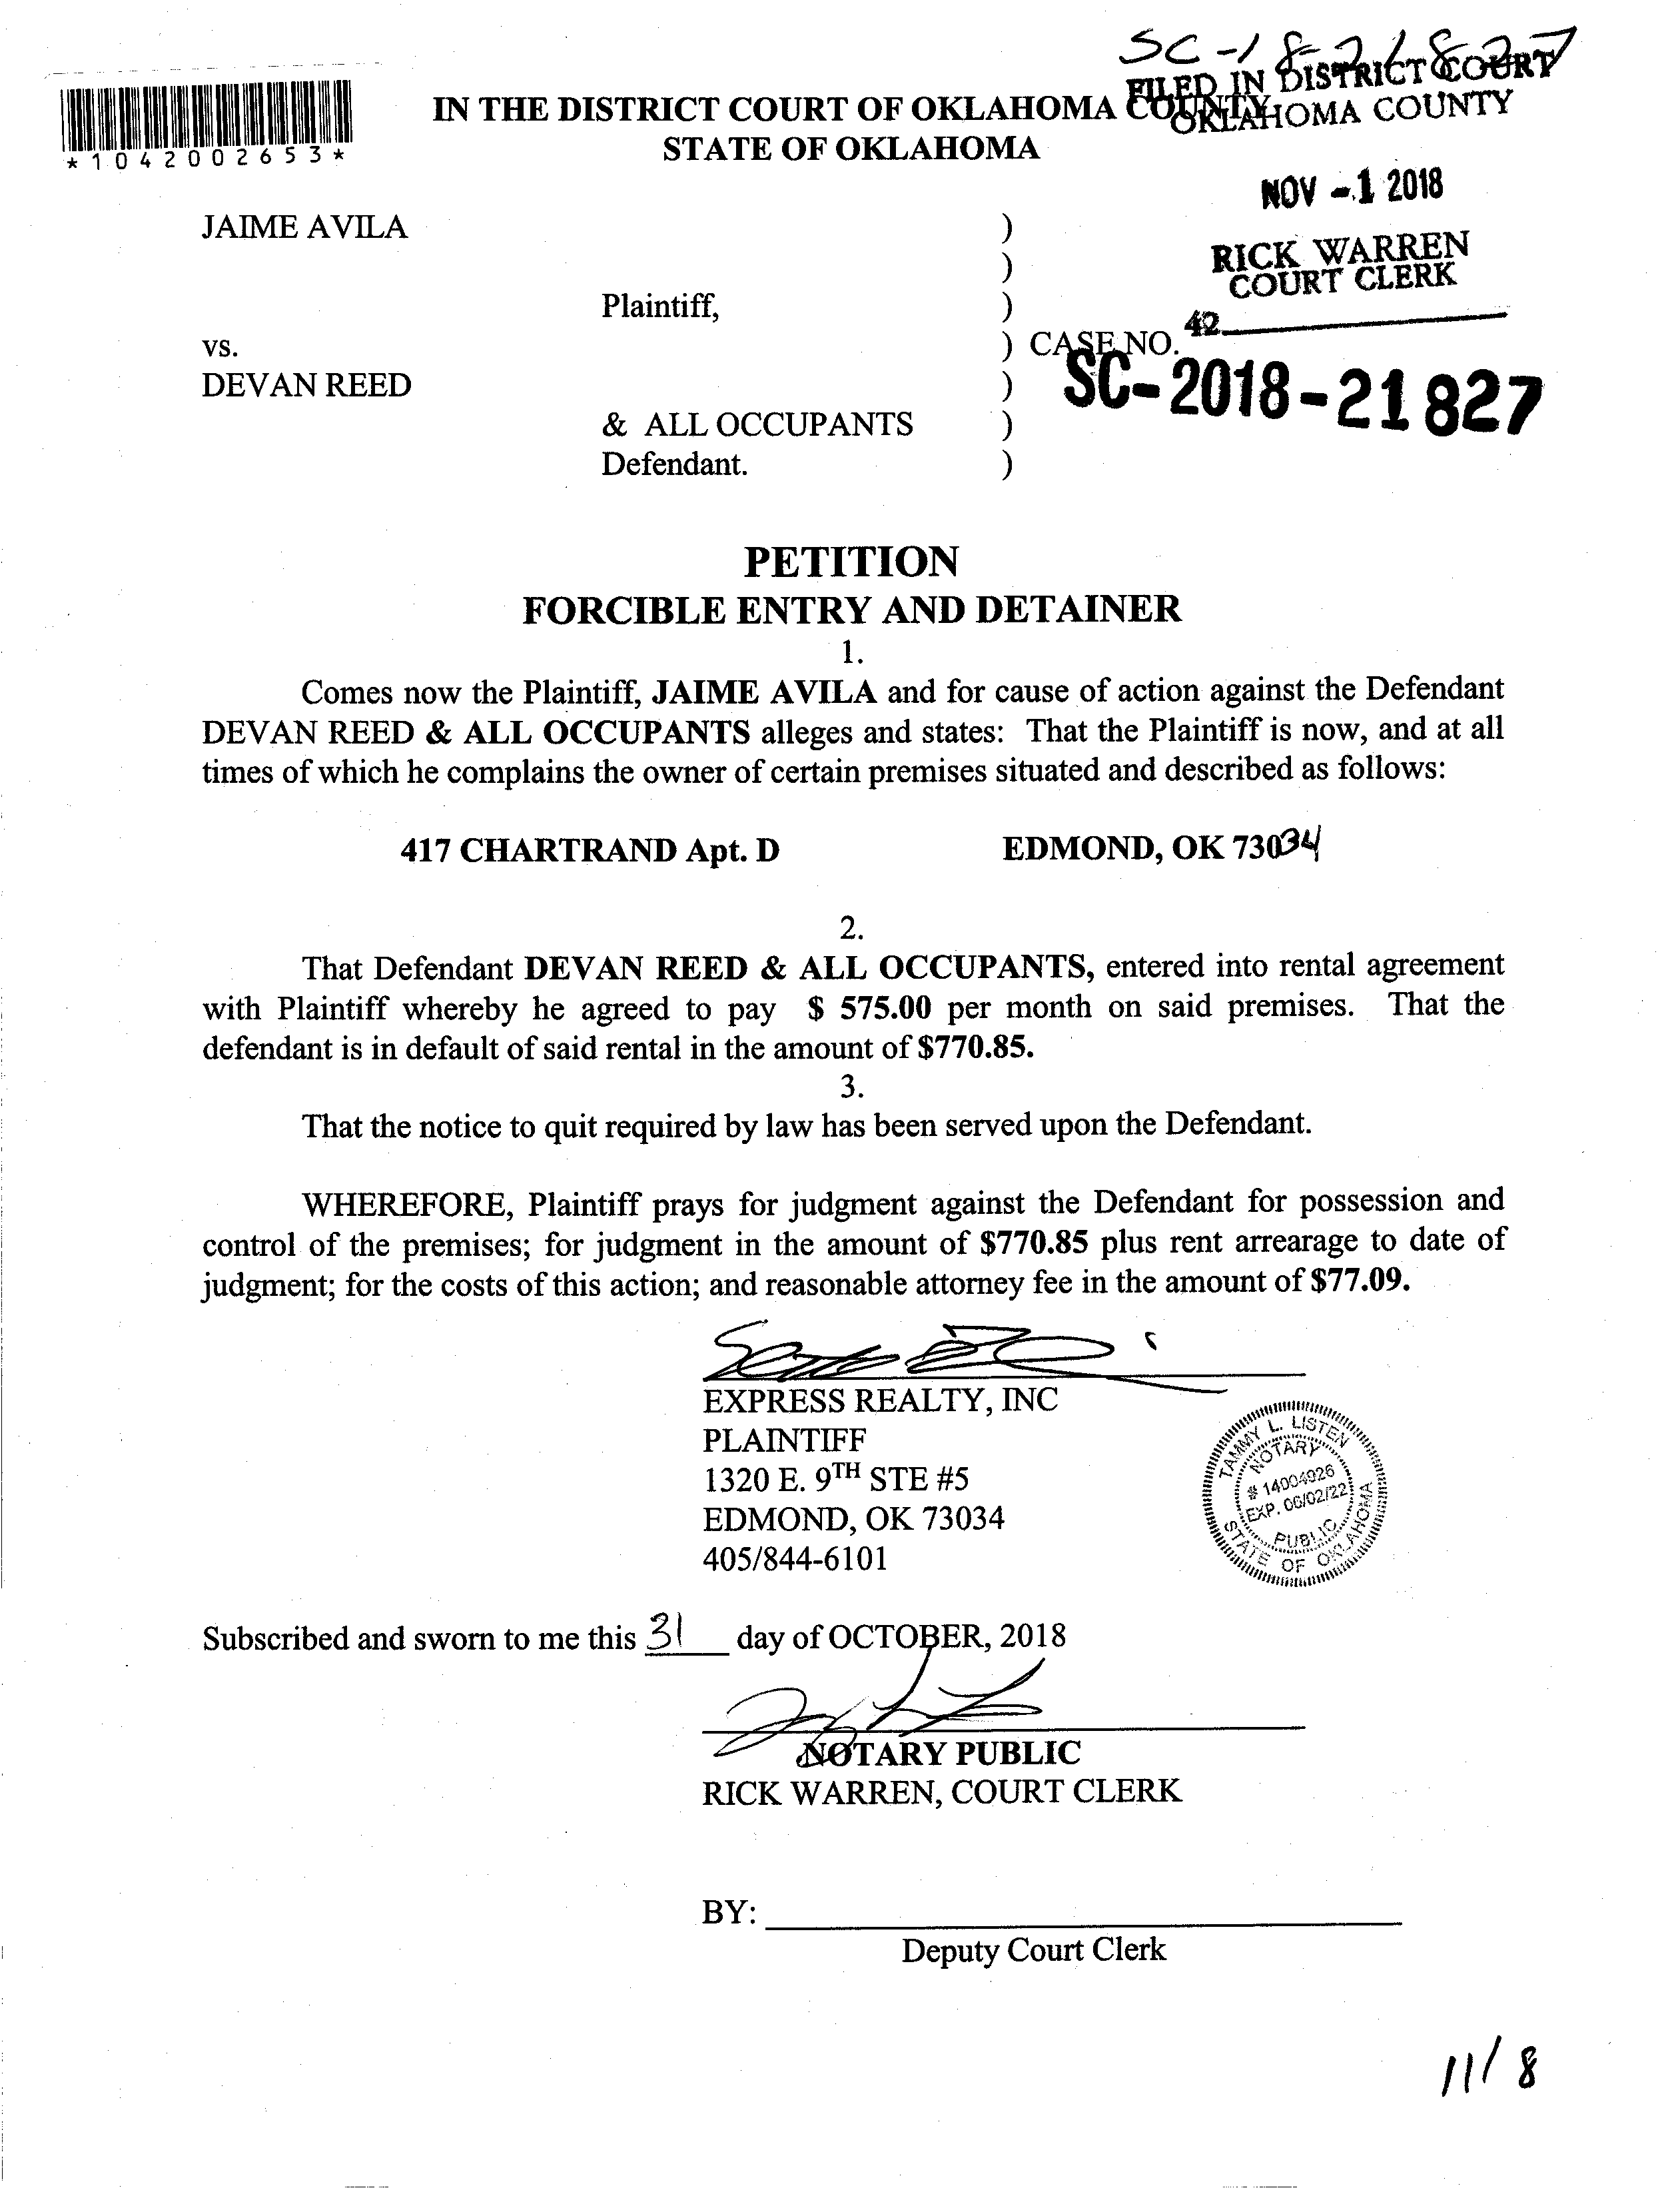 SC-18-21827
FILED IN DISTRICT COURT
OKLAHOMA COUNTY
*1042002653*
IN THE DISTRICT COURT OF OKLAHOMA COUNTY
STATE OF OKLAHOMA
NOV -1 2018
JAIME AVILA )
)
RICK WARREN
COURT CLERK
Plaintiff, )
42
vs. ) CASE NO.
DEVAN REED )
SC-2018-21827
& ALL OCCUPANTS )
Defendant. )
PETITION
FORCIBLE ENTRY AND DETAINER
1.
Comes now the Plaintiff, JAIME AVILA and for cause of action against the Defendant
DEVAN REED & ALL OCCUPANTS alleges and states: That the Plaintiff is now, and at all
times of which he complains the owner of certain premises situated and described as follows:
417 CHARTRAND Apt. D EDMOND, OK 73034
2.
That Defendant DEVAN REED & ALL OCCUPANTS, entered into rental agreement
with Plaintiff whereby he agreed to pay $ 575.00 per month on said premises. That the
defendant is in default of said rental in the amount of $770.85.
3.
That the notice to quit required by law has been served upon the Defendant.
WHEREFORE, Plaintiff prays for judgment against the Defendant for possession and
control of the premises; for judgment in the amount of $770.85 plus rent arrearage to date of
judgment; for the costs of this action; and reasonable attorney fee in the amount of $77.09.
EXPRESS REALTY, INC
PLAINTIFF
1320 E. 9TH STE #5
EDMOND, OK 73034
405/844-6101
TAMMY L. LISTEN
NOTARY
# 14004926
EXP. 06/02/22
PUBLIC
STATE OF OKLAHOMA
Subscribed and sworn to me this 31 day of OCTOBER, 2018
NOTARY PUBLIC
RICK WARREN, COURT CLERK
BY:
Deputy Court Clerk
11/8